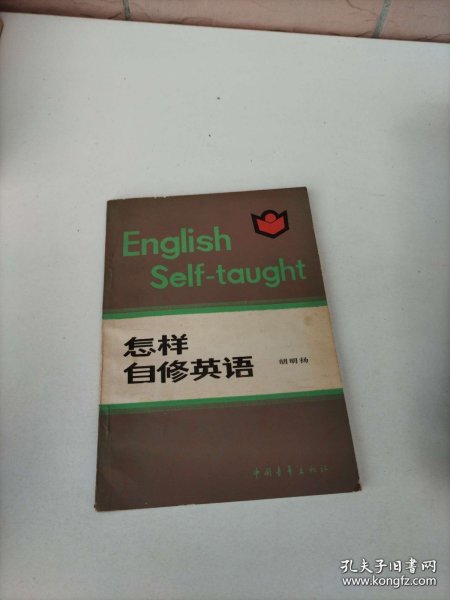 English
Self-taught
怎样
自修英语
胡明扬
中国青年出版社
孔夫子旧书网
www.kongfz.com